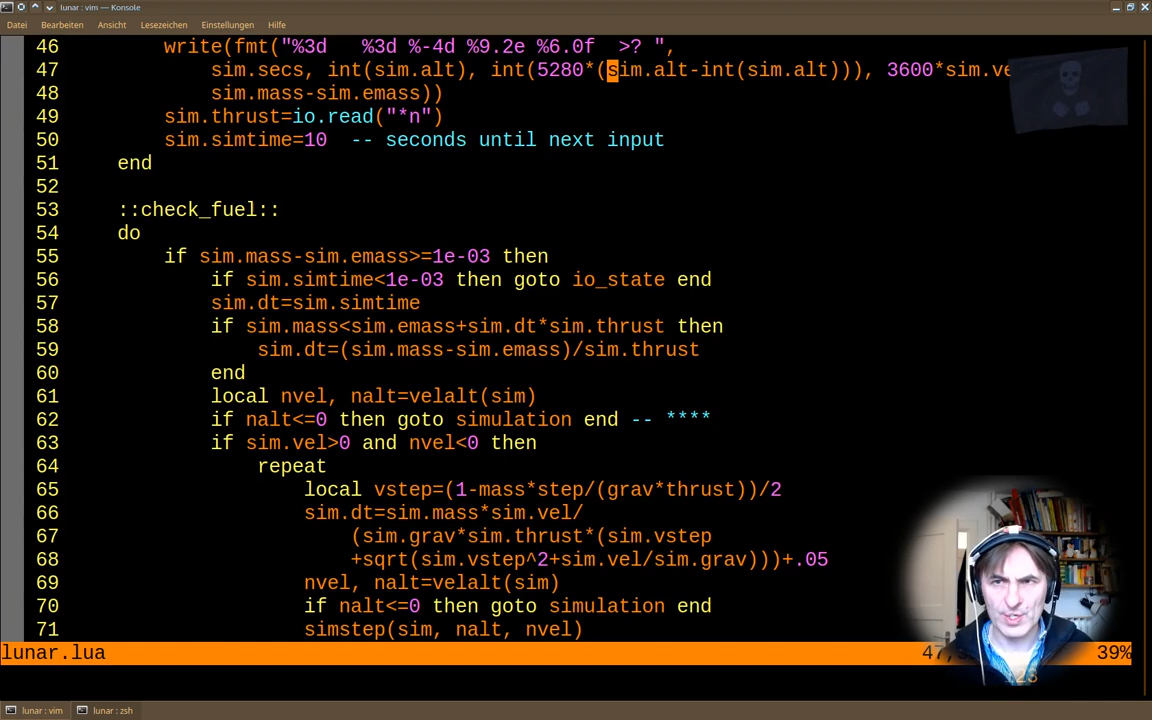 lunar : vim — Konsole
Datei Bearbeiten Ansicht Lesezeichen Einstellungen Hilfe
46 write(fmt("%3d %3d %-4d %9.2e %6.0f >? ",
47 sim.secs, int(sim.alt), int(5280*(sim.alt-int(sim.alt))), 3600*sim.ve
48 sim.mass-sim.emass))
49 sim.thrust=io.read("*n")
50 sim.simtime=10 -- seconds until next input
51 end
52
53 ::check_fuel::
54 do
55 if sim.mass-sim.emass>=1e-03 then
56 if sim.simtime<1e-03 then goto io_state end
57 sim.dt=sim.simtime
58 if sim.mass<sim.emass+sim.dt*sim.thrust then
59 sim.dt=(sim.mass-sim.emass)/sim.thrust
60 end
61 local nvel, nalt=velalt(sim)
62 if nalt<=0 then goto simulation end -- ****
63 if sim.vel>0 and nvel<0 then
64 repeat
65 local vstep=(1-mass*step/(grav*thrust))/2
66 sim.dt=sim.mass*sim.vel/
67 (sim.grav*sim.thrust*(sim.vstep
68 +sqrt(sim.vstep^2+sim.vel/sim.grav)))+.05
69 nvel, nalt=velalt(sim)
70 if nalt<=0 then goto simulation end
71 simstep(sim, nalt, nvel)
lunar.lua 47, 39%
lunar : vim lunar : zsh